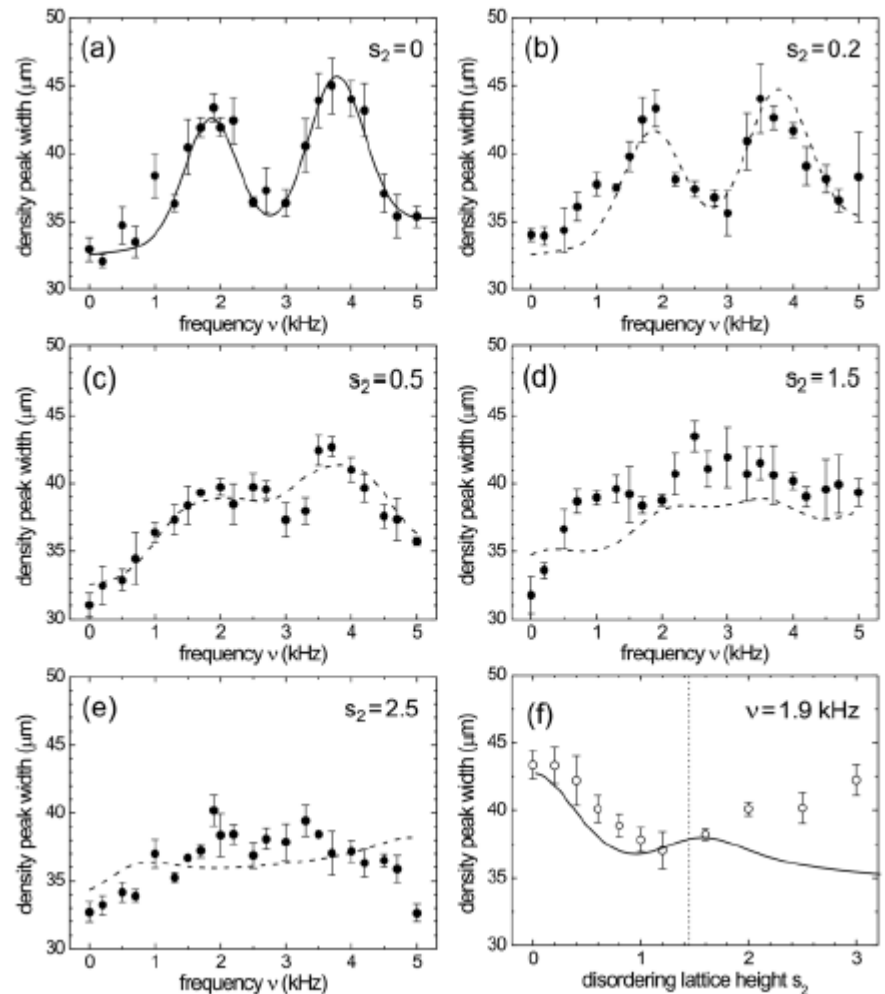 (a) s₂=0
density peak width (μm)
50
45
40
35
30
0 1 2 3 4 5
frequency ν (kHz)
(b) s₂=0.2
density peak width (μm)
50
45
40
35
30
0 1 2 3 4 5
frequency ν (kHz)
(c) s₂=0.5
density peak width (μm)
50
45
40
35
30
0 1 2 3 4 5
frequency ν (kHz)
(d) s₂=1.5
density peak width (μm)
50
45
40
35
30
0 1 2 3 4 5
frequency ν (kHz)
(e) s₂=2.5
density peak width (μm)
50
45
40
35
30
0 1 2 3 4 5
frequency ν (kHz)
(f) ν=1.9 kHz
density peak width (μm)
50
45
40
35
30
0 1 2 3
disordering lattice height s₂